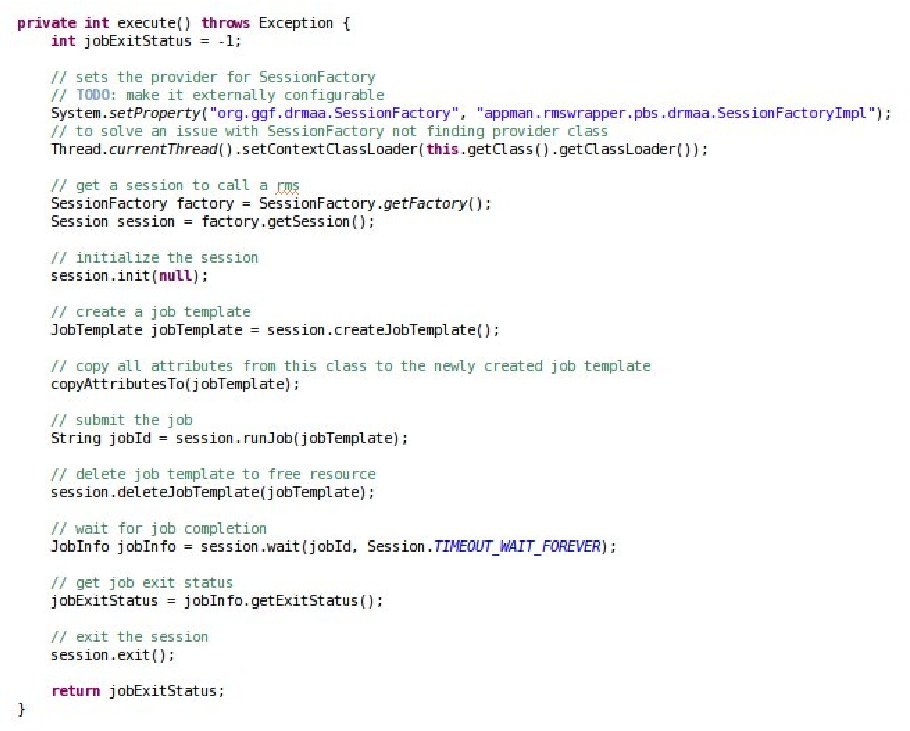 private int execute() throws Exception {
    int jobExitStatus = -1;

    // sets the provider for SessionFactory
    // TODO: make it externally configurable
    System.setProperty("org.ggf.drmaa.SessionFactory", "appman.rmswrapper.pbs.drmaa.SessionFactoryImpl");
    // to solve an issue with SessionFactory not finding provider class
    Thread.currentThread().setContextClassLoader(this.getClass().getClassLoader());

    // get a session to call a rms
    SessionFactory factory = SessionFactory.getFactory();
    Session session = factory.getSession();

    // initialize the session
    session.init(null);

    // create a job template
    JobTemplate jobTemplate = session.createJobTemplate();

    // copy all attributes from this class to the newly created job template
    copyAttributesTo(jobTemplate);

    // submit the job
    String jobId = session.runJob(jobTemplate);

    // delete job template to free resource
    session.deleteJobTemplate(jobTemplate);

    // wait for job completion
    JobInfo jobInfo = session.wait(jobId, Session.TIMEOUT_WAIT_FOREVER);

    // get job exit status
    jobExitStatus = jobInfo.getExitStatus();

    // exit the session
    session.exit();

    return jobExitStatus;
}